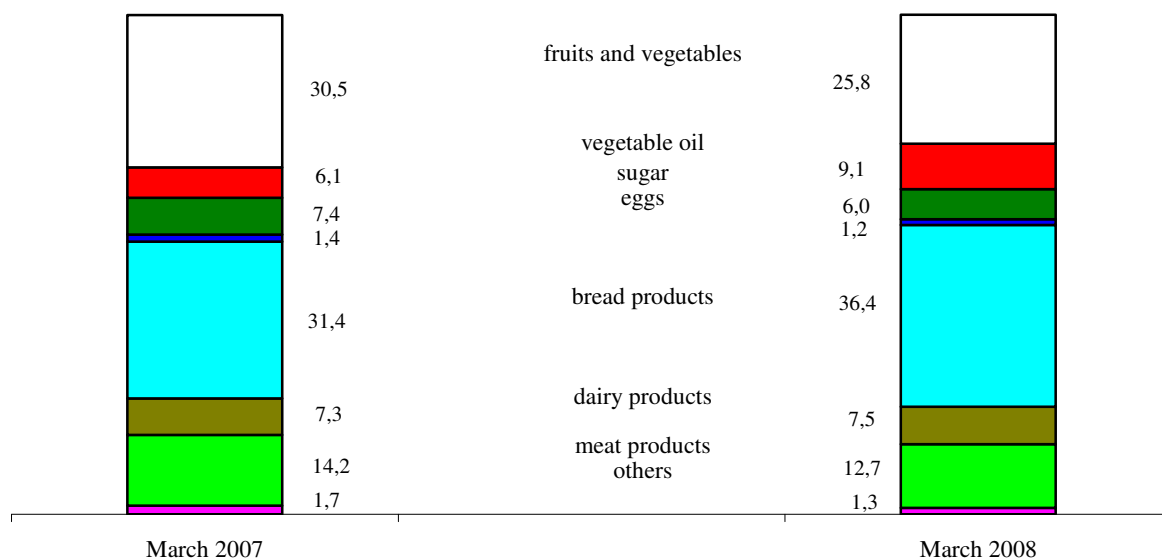 fruits and vegetables
30,5
25,8
vegetable oil
6,1
9,1
sugar
eggs
7,4
6,0
1,4
1,2
bread products
31,4
36,4
dairy products
7,3
7,5
meat products
14,2
12,7
others
1,7
1,3
March 2007
March 2008